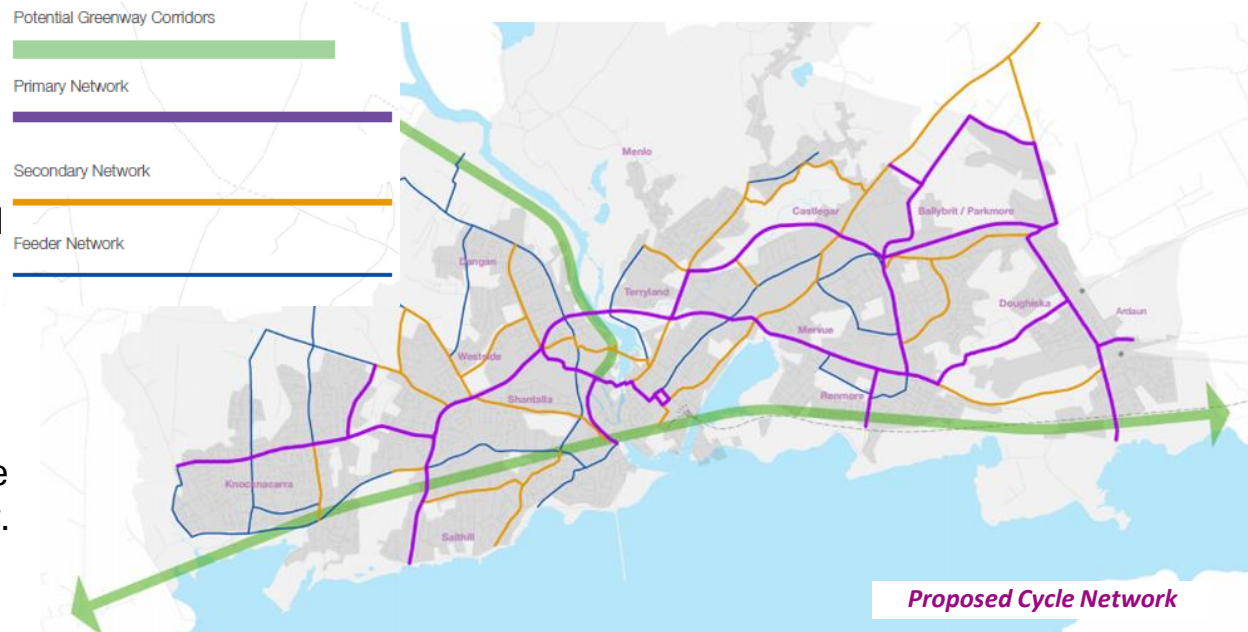 Potential Greenway Corridors
Primary Network
Secondary Network
Feeder Network
Menlo
Castlegar
Ballybrit / Parkmore
Dangan
Terryland
Doughiska
Ardaun
Mervue
Westside
Renmore
Shantalla
Knocnacarra
e
.
Salthill
Proposed Cycle Network